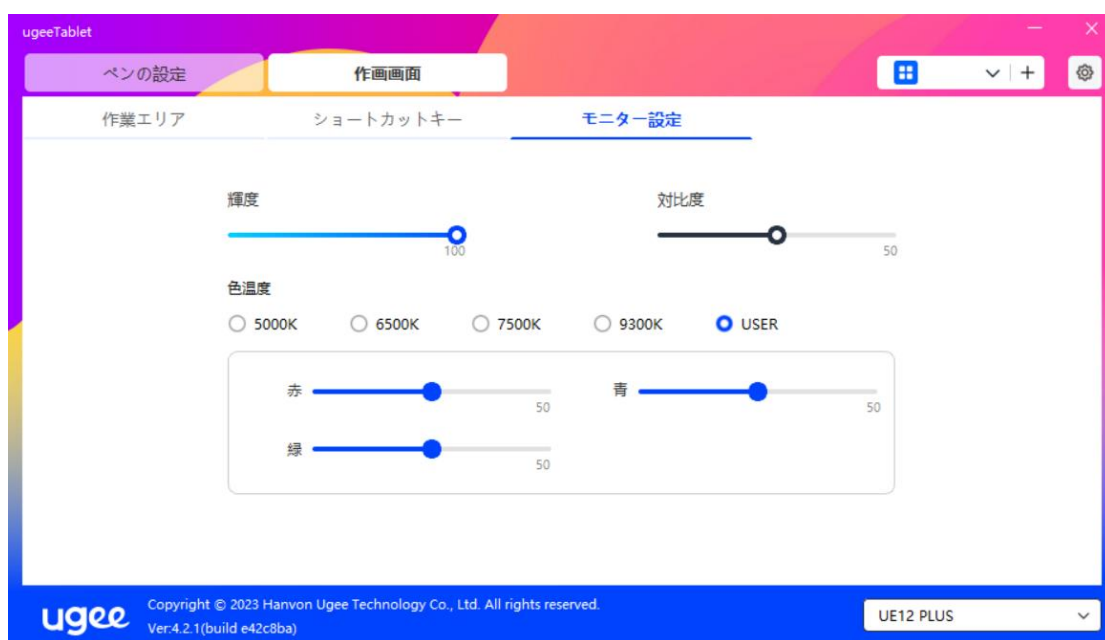 ugeeTablet
ペンの設定 作画画面
作業エリア ショートカットキー モニター設定
輝度 対比度
100 50
色温度
5000K 6500K 7500K 9300K USER
赤 青
50 50
緑
50
ugee
Copyright © 2023 Hanvon Ugee Technology Co., Ltd. All rights reserved.
Ver:4.2.1(build e42c8ba)
UE12 PLUS